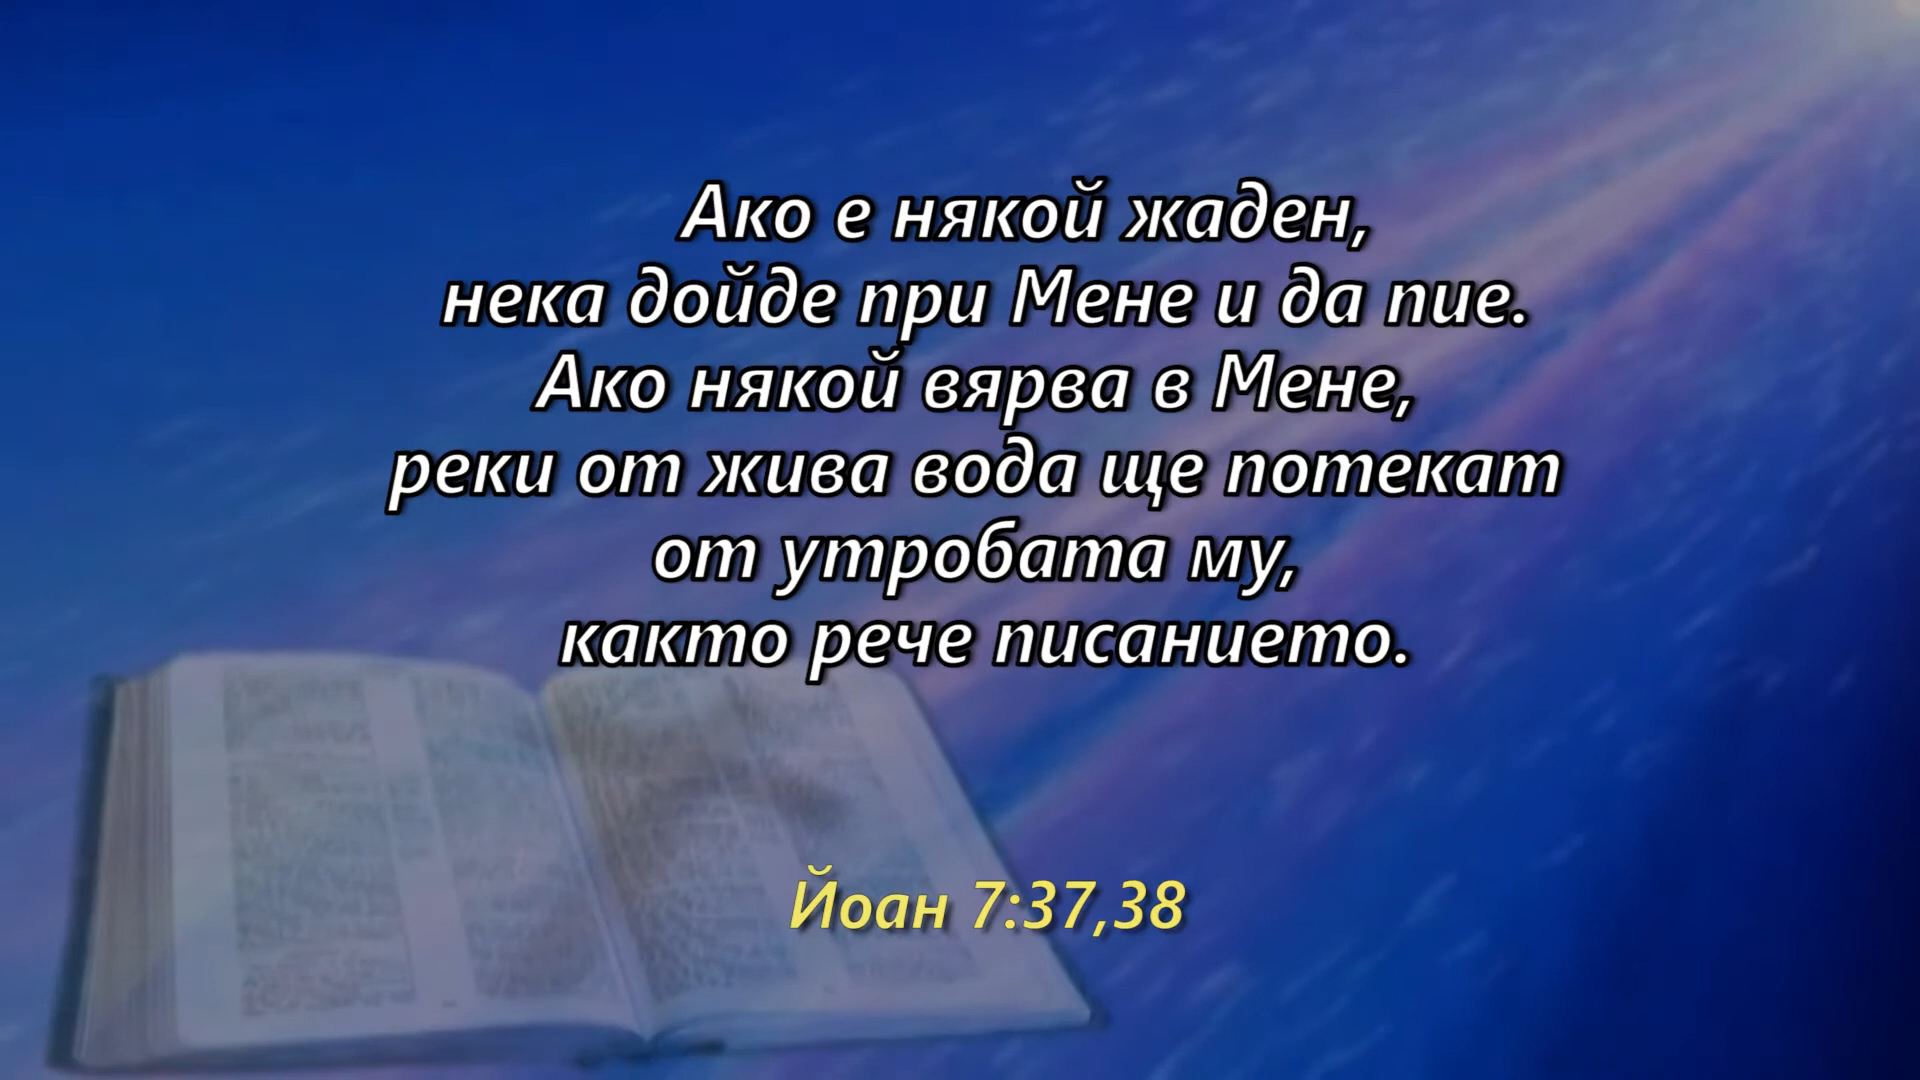 Ако е някой жаден,
нека дойде при Мене и да пие.
Ако някой вярва в Мене,
реки от жива вода ще потекат
от утробата му,
както рече писанието.
Йоан 7:37,38